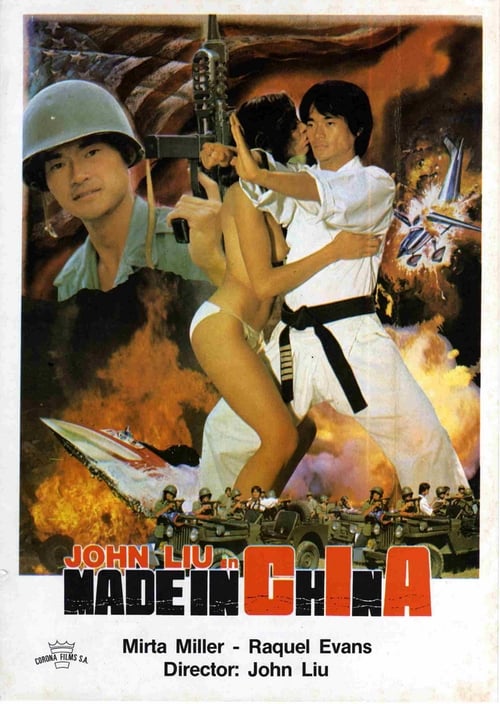 JOHN LIU in
MADE IN CHINA
Mirta Miller - Raquel Evans
Director: John Liu
CORONA FILMS S.A.